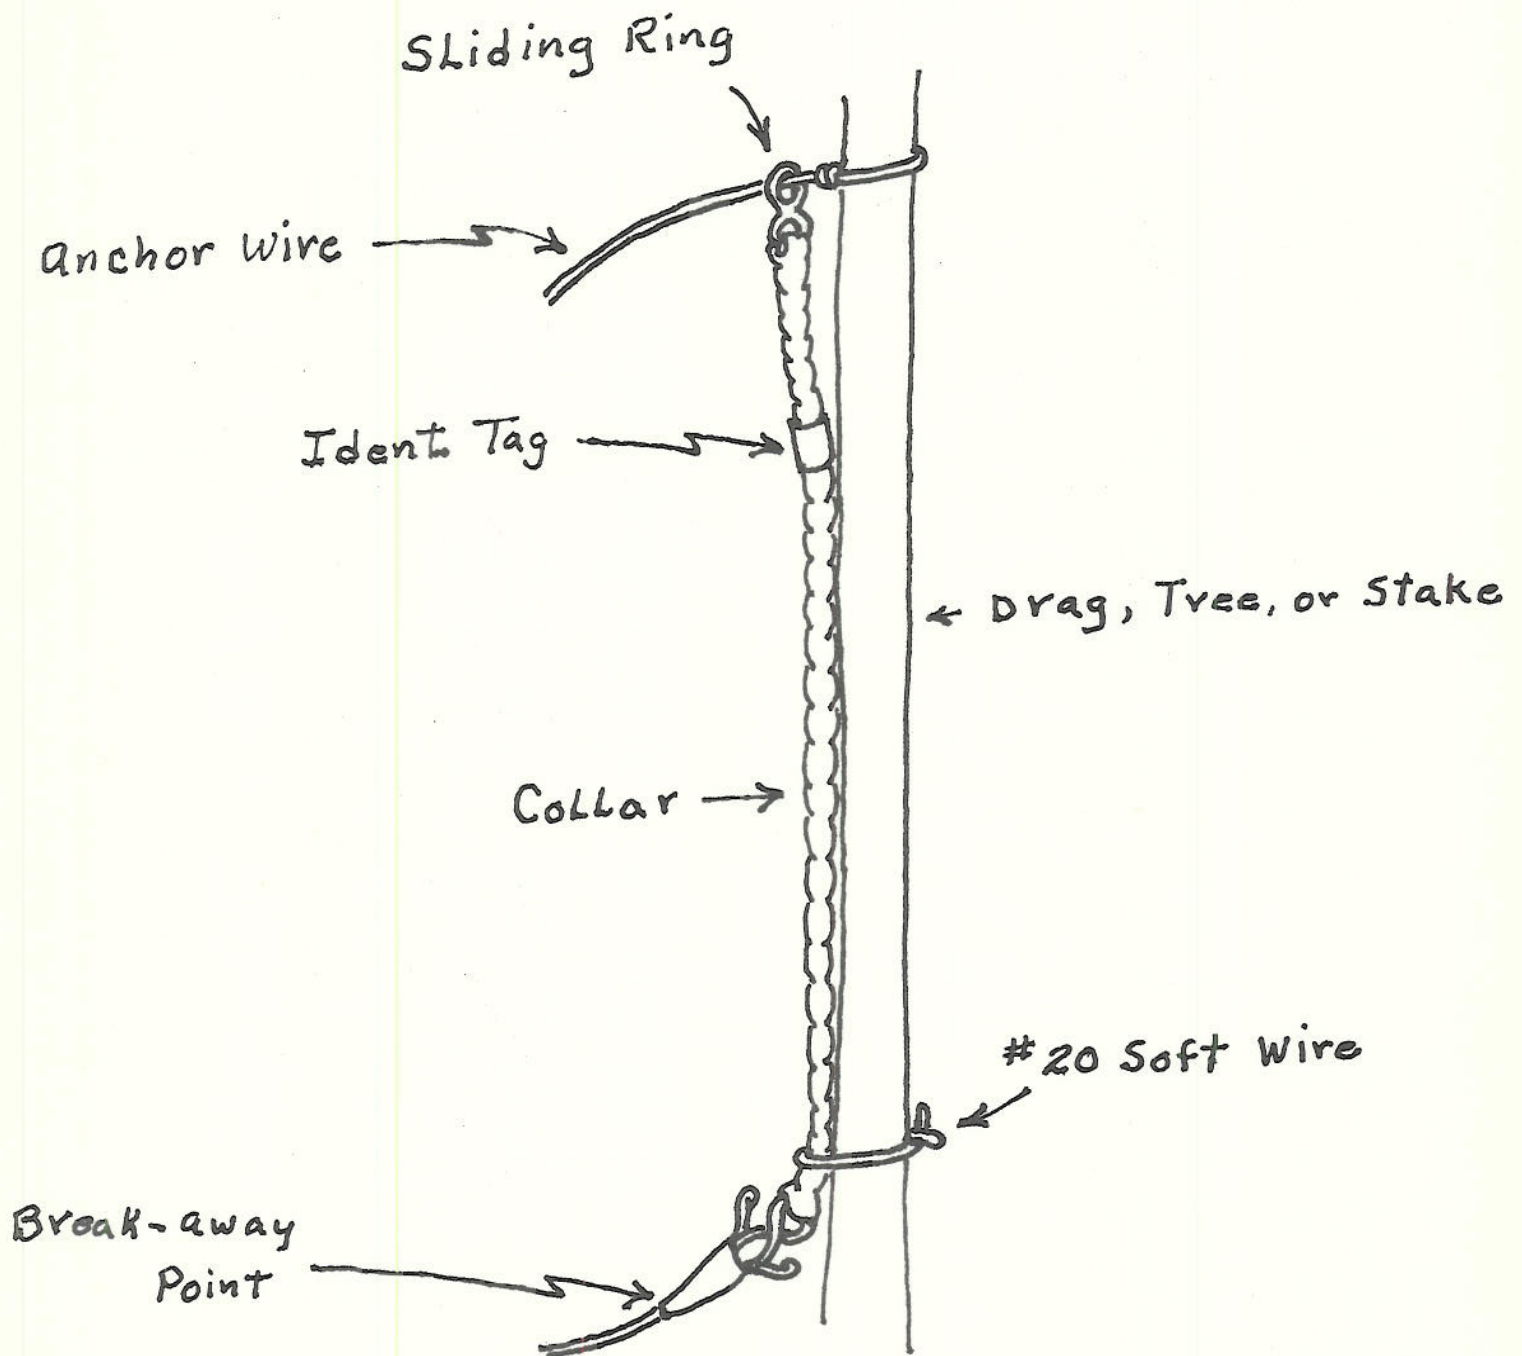 Sliding Ring
Anchor Wire
Ident. Tag
Drag, Tree, or Stake
Collar
#20 Soft Wire
Break-away
Point